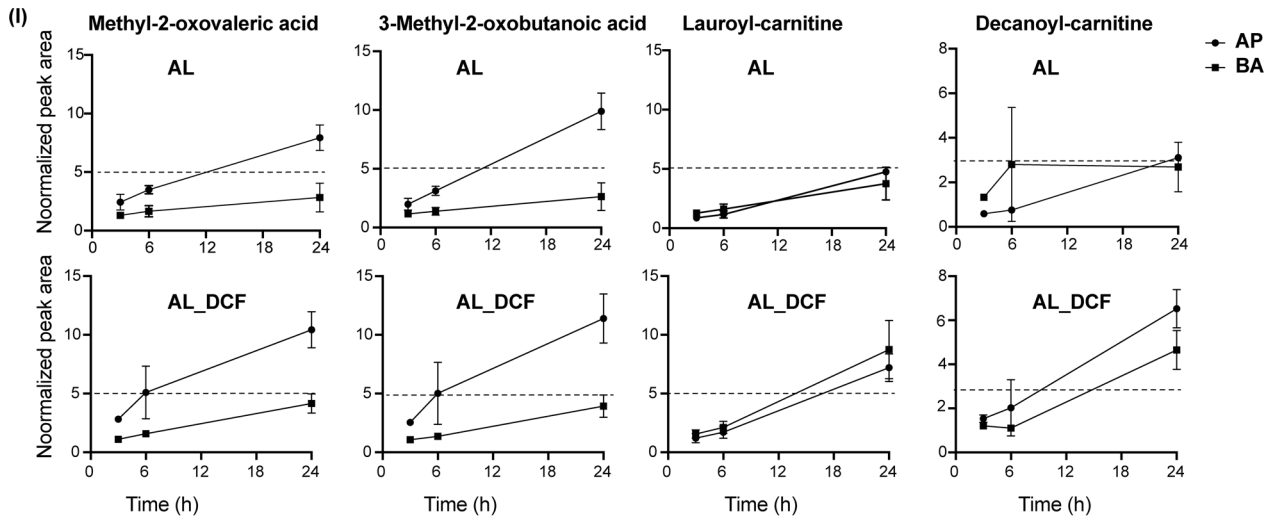 (I)
Methyl-2-oxovaleric acid 3-Methyl-2-oxobutanoic acid Lauroyl-carnitine Decanoyl-carnitine
AP
BA
Noormalized peak area
AL
15
10
5
0
0 6 12 18 24
AL
15
10
5
0
0 6 12 18 24
AL
15
10
5
0
0 6 12 18 24
AL
8
6
4
2
0
0 6 12 18 24
Noormalized peak area
AL_DCF
15
10
5
0
0 6 12 18 24
Time (h)
AL_DCF
15
10
5
0
0 6 12 18 24
Time (h)
AL_DCF
15
10
5
0
0 6 12 18 24
Time (h)
AL_DCF
8
6
4
2
0
0 6 12 18 24
Time (h)